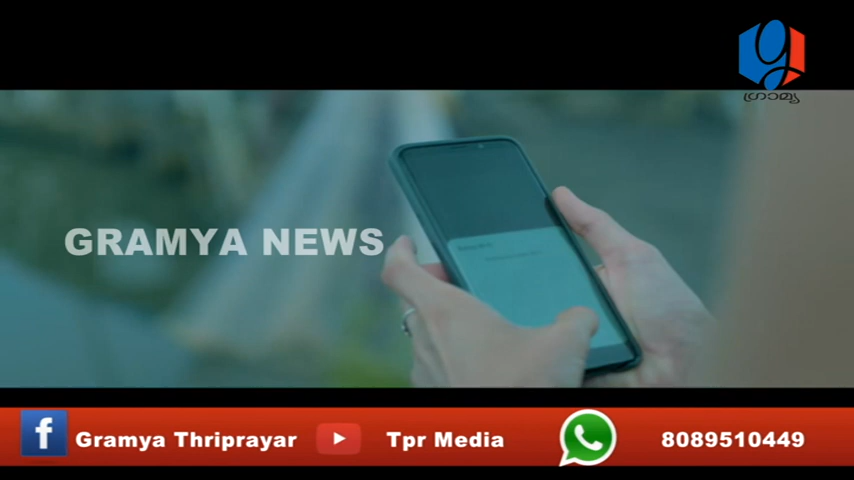 ഗ്രാമ്യ
GRAMYA NEWS
Gramya Thriprayar
Tpr Media
8089510449